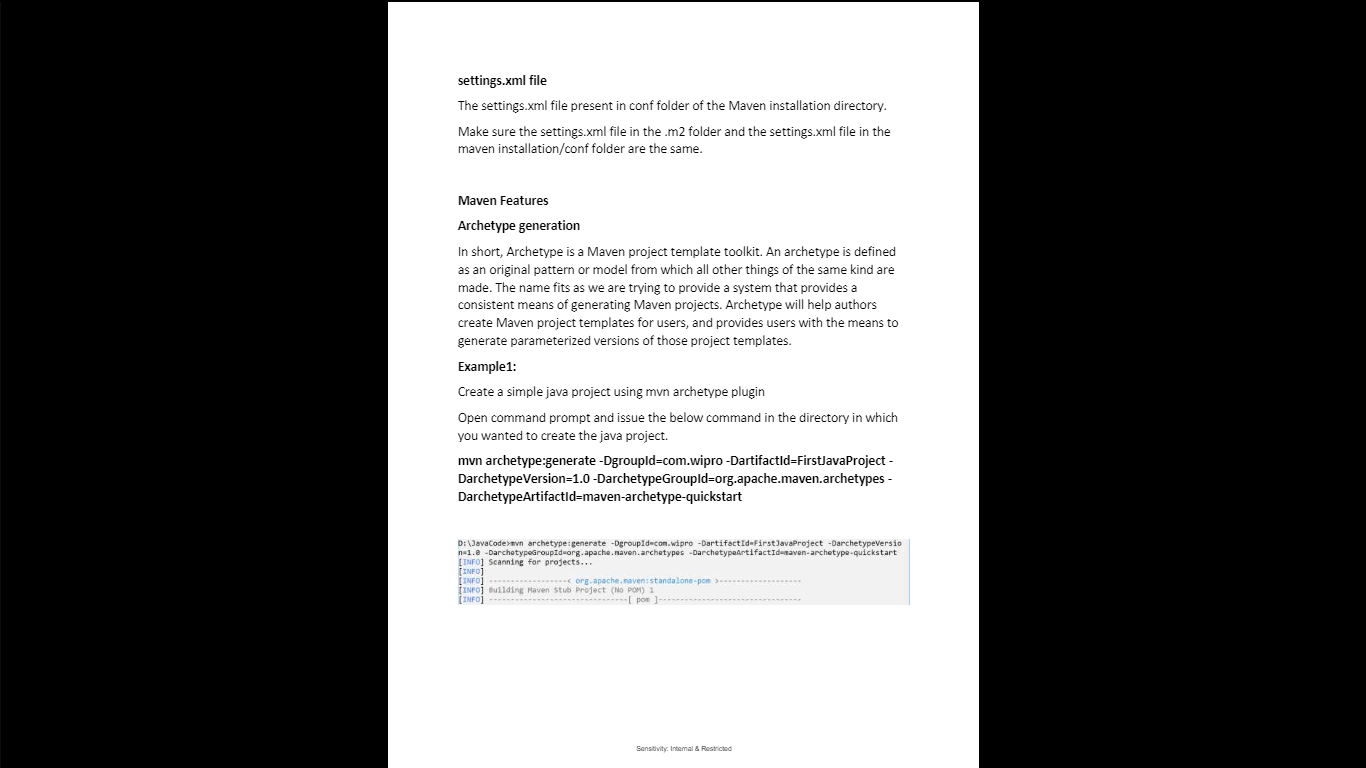 settings.xml file
The settings.xml file present in conf folder of the Maven installation directory.
Make sure the settings.xml file in the .m2 folder and the settings.xml file in the
maven installation/conf folder are the same.
Maven Features
Archetype generation
In short, Archetype is a Maven project template toolkit. An archetype is defined
as an original pattern or model from which all other things of the same kind are
made. The name fits as we are trying to provide a system that provides a
consistent means of generating Maven projects. Archetype will help authors
create Maven project templates for users, and provides users with the means to
generate parameterized versions of those project templates.
Example1:
Create a simple java project using mvn archetype plugin
Open command prompt and issue the below command in the directory in which
you wanted to create the java project.
mvn archetype:generate -DgroupId=com.wipro -DartifactId=FirstJavaProject -
DarchetypeVersion=1.0 -DarchetypeGroupId=org.apache.maven.archetypes -
DarchetypeArtifactId=maven-archetype-quickstart
D:\JavaCode>mvn archetype:generate -DgroupId=com.wipro -DartifactId=FirstJavaProject -DarchetypeVersio
n=1.0 -DarchetypeGroupId=org.apache.maven.archetypes -DarchetypeArtifactId=maven-archetype-quickstart
[INFO] Scanning for projects...
[INFO]
[INFO] ------------------< org.apache.maven:standalone-pom >-------------------
[INFO] Building Maven Stub Project (No POM) 1
[INFO] --------------------------------[ pom ]---------------------------------
Sensitivity: Internal & Restricted